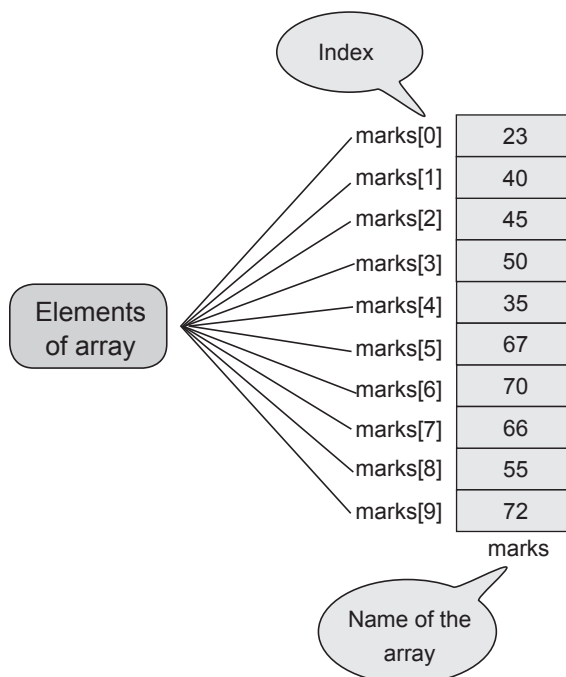 Index
marks[0] 23
marks[1] 40
marks[2] 45
marks[3] 50
Elements
of array
marks[4] 35
marks[5] 67
marks[6] 70
marks[7] 66
marks[8] 55
marks[9] 72
marks
Name of the
array